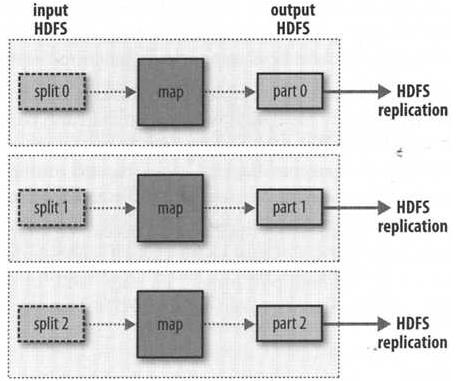 input
HDFS
output
HDFS
split 0
map
part 0
HDFS
replication
split 1
map
part 1
HDFS
replication
split 2
map
part 2
HDFS
replication